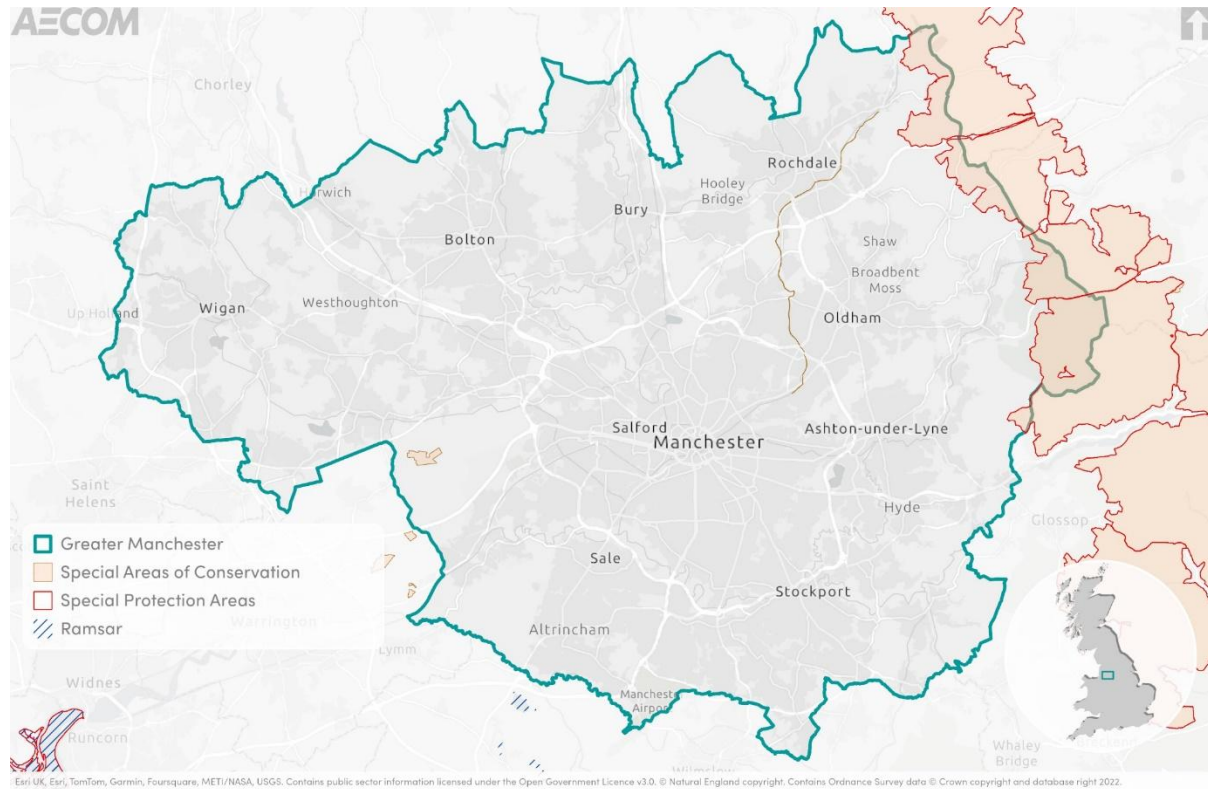 AECOM
Chorley
Rochdale
Horwich
Hooley
Bridge
Bury
Bolton
Shaw
Broadbent
Moss
Westhoughton
Wigan
Up Holland
Oldham
Salford
Manchester
Ashton-under-Lyne
Saint
Helens
Hyde
Glossop
Greater Manchester
Special Areas of Conservation
Special Protection Areas
Ramsar
Sale
Stockport
Warrington
Altrincham
Lymm
Widnes
Manchester
Airport
Runcorn
Whaley
Bridge
Wilmslow
Esri UK, Esri, TomTom, Garmin, Foursquare, METI/NASA, USGS. Contains public sector information licensed under the Open Government Licence v3.0. © Natural England copyright. Contains Ordnance Survey data © Crown copyright and database right 2022.